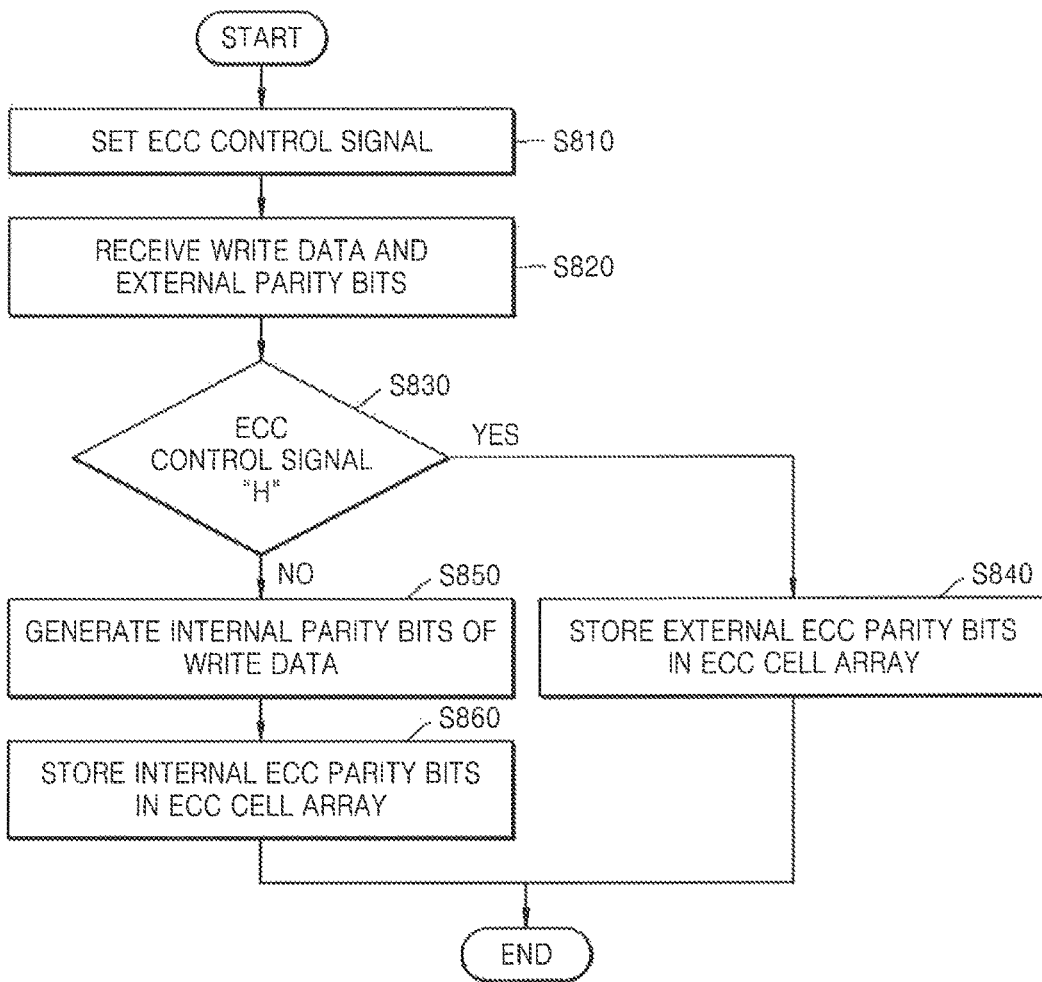 START
SET ECC CONTROL SIGNAL
S810
RECEIVE WRITE DATA AND
EXTERNAL PARITY BITS
S820
S830
ECC
CONTROL SIGNAL
"H"
YES
NO
S850
GENERATE INTERNAL PARITY BITS OF
WRITE DATA
S840
STORE EXTERNAL ECC PARITY BITS
IN ECC CELL ARRAY
S860
STORE INTERNAL ECC PARITY BITS
IN ECC CELL ARRAY
END